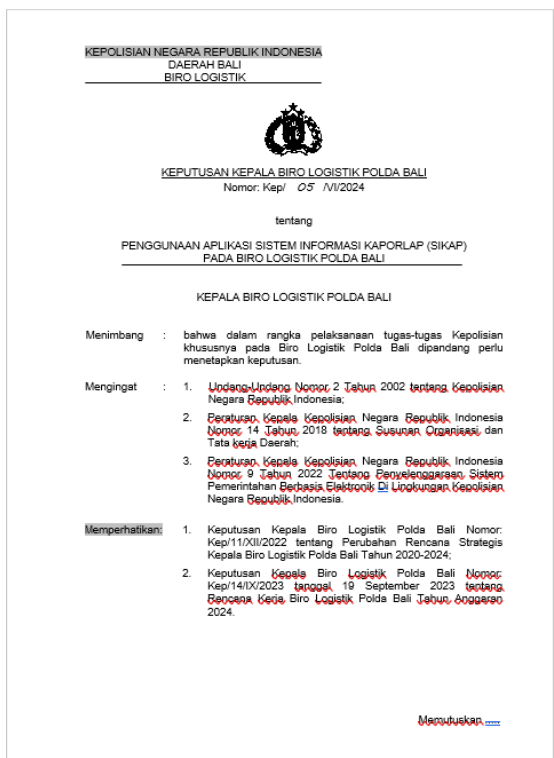 KEPOLISIAN NEGARA REPUBLIK INDONESIA
DAERAH BALI
BIRO LOGISTIK
KEPUTUSAN KEPALA BIRO LOGISTIK POLDA BALI
Nomor: Kep/ 05 /VI/2024
tentang
PENGGUNAAN APLIKASI SISTEM INFORMASI KAPORLAP (SIKAP)
PADA BIRO LOGISTIK POLDA BALI
KEPALA BIRO LOGISTIK POLDA BALI
Menimbang : bahwa dalam rangka pelaksanaan tugas-tugas Kepolisian
khususnya pada Biro Logistik Polda Bali dipandang perlu
menetapkan keputusan.
Mengingat : 1. Undang-Undang Nomor 2 Tahun 2002 tentang Kepolisian
Negara Republik Indonesia;
2. Peraturan Kepala Kepolisian Negara Republik Indonesia
Nomor 14 Tahun 2018 tentang Susunan Organisasi dan
Tata kerja Daerah;
3. Peraturan Kepala Kepolisian Negara Republik Indonesia
Nomor 9 Tahun 2022 Tentang Penyelenggaraan Sistem
Pemerintahan Berbasis Elektronik Di Lingkungan Kepolisian
Negara Republik Indonesia.
Memperhatikan: 1. Keputusan Kepala Biro Logistik Polda Bali Nomor:
Kep/11/XII/2022 tentang Perubahan Rencana Strategis
Kepala Biro Logistik Polda Bali Tahun 2020-2024;
2. Keputusan Kepala Biro Logistik Polda Bali Nomor:
Kep/14/IX/2023 tanggal 19 September 2023 tentang
Rencana Kerja Biro Logistik Polda Bali Tahun Anggaran
2024.
Memutuskan .....